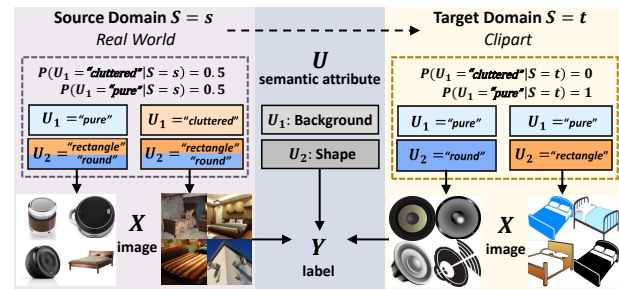 Source Domain S = s
Real World
P(U₁ = "cluttered"|S = s) = 0.5
P(U₁ = "pure"|S = s) = 0.5
U₁ = "pure"
U₁ = "cluttered"
U₂ = "rectangle" "round"
U₂ = "rectangle" "round"
X
image
U
semantic attribute
U₁: Background
U₂: Shape
Y
label
Target Domain S = t
Clipart
P(U₁ = "cluttered"|S = t) = 0
P(U₁ = "pure"|S = t) = 1
U₁ = "pure"
U₁ = "pure"
U₂ = "round"
U₂ = "rectangle"
X
image